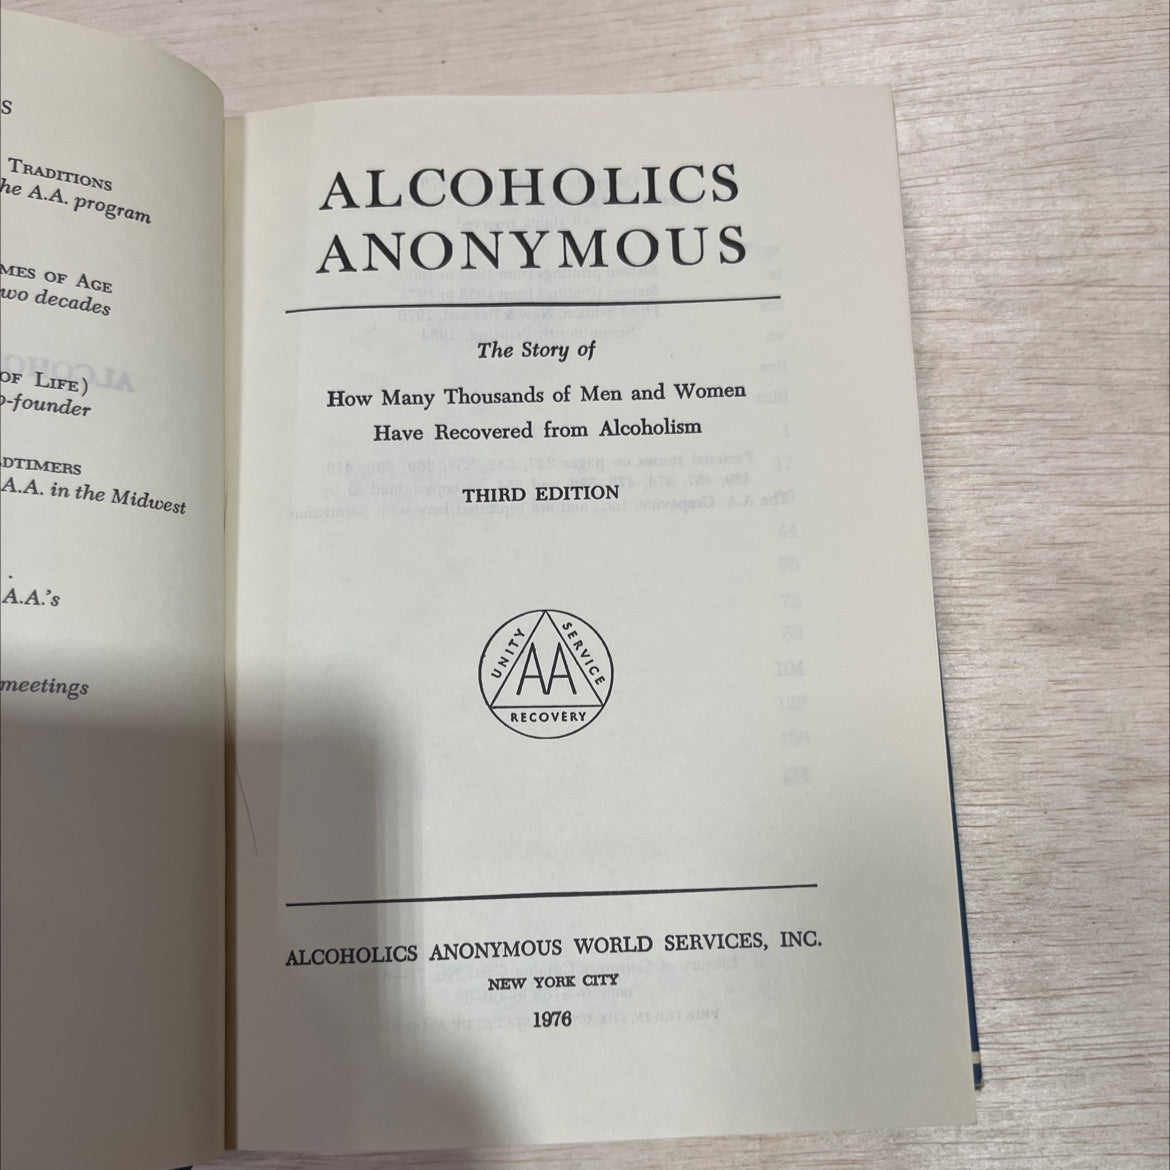 S
TRADITIONS
he A.A. program
MES OF AGE
wo decades
OF LIFE)
-founder
DTIMERS
A.A. in the Midwest
A.A.'s
meetings
ALCOHOLICS
ANONYMOUS
The Story of
How Many Thousands of Men and Women
Have Recovered from Alcoholism
THIRD EDITION
UNITY
SERVICE
AA
RECOVERY
ALCOHOLICS ANONYMOUS WORLD SERVICES, INC.
NEW YORK CITY
1976